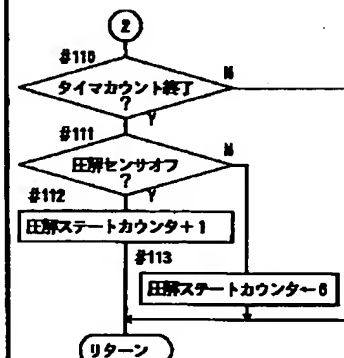 2
#110
タイマカウント終了
?
N
Y
#111
圧解センサオフ
?
N
Y
#112
圧解ステートカウンタ+1
#113
圧解ステートカウンタ←6
リターン